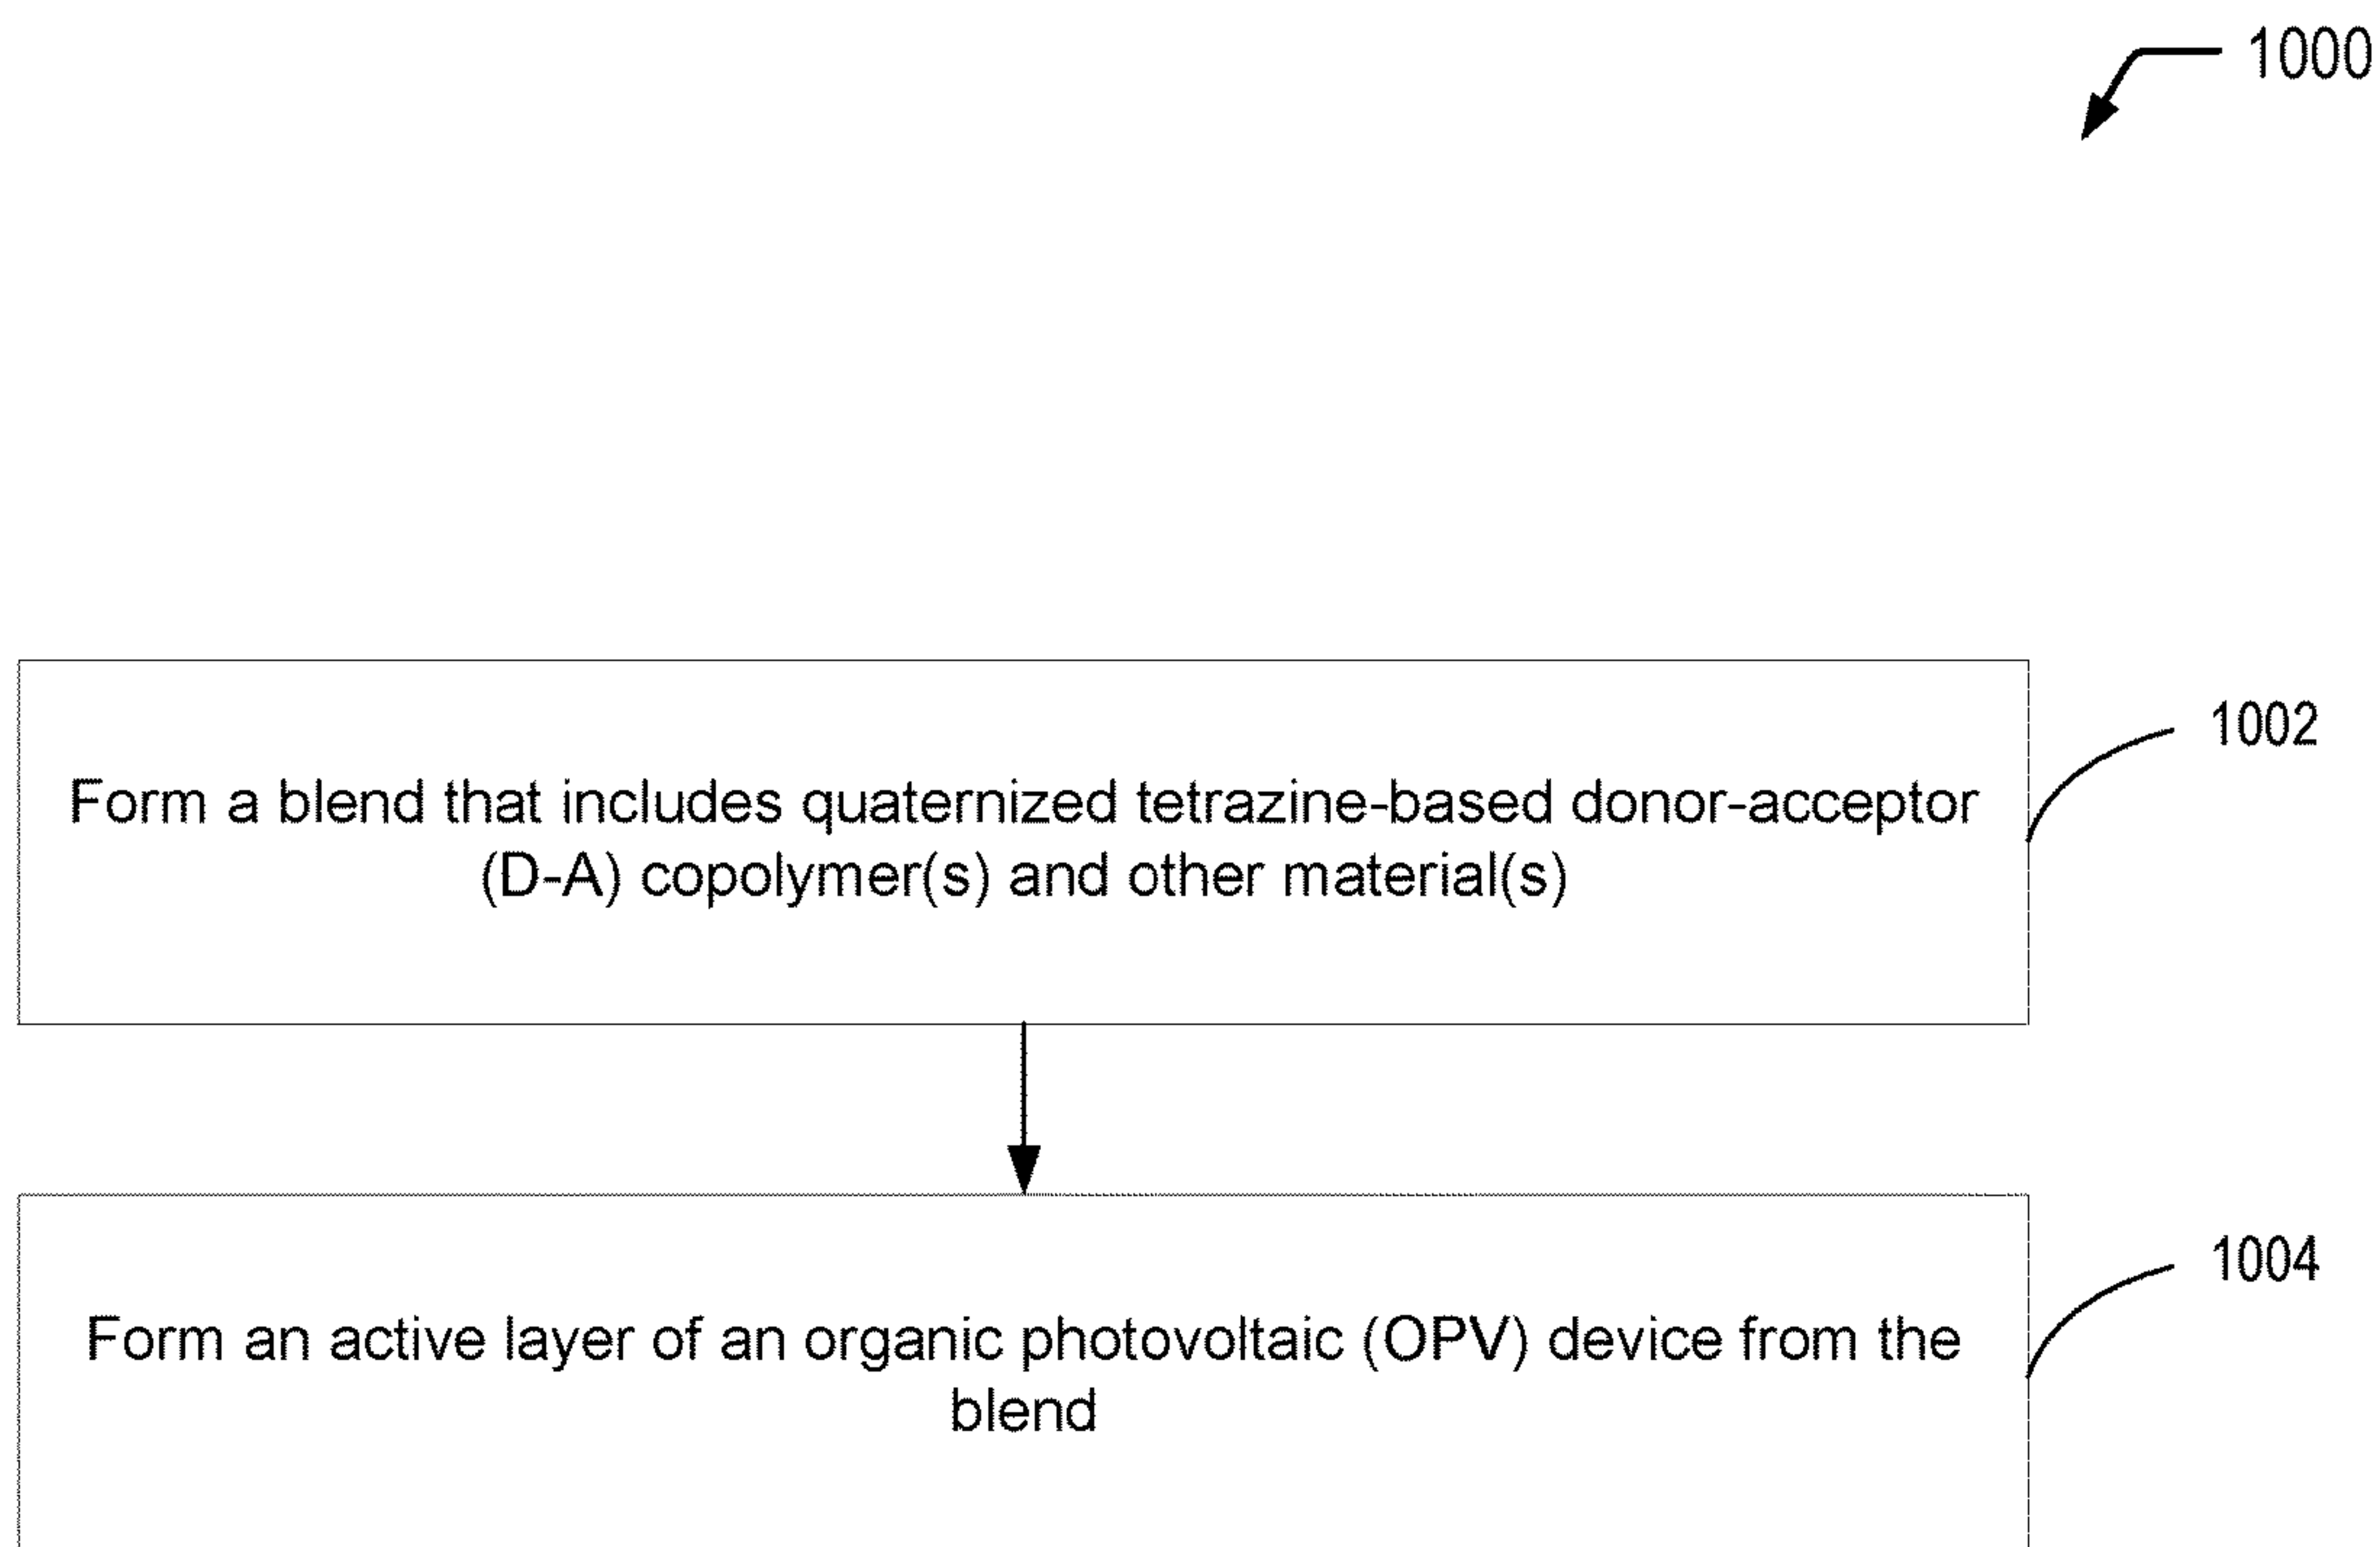 1000
Form a blend that includes quaternized tetrazine-based donor-acceptor
(D-A) copolymer(s) and other material(s)
1002
Form an active layer of an organic photovoltaic (OPV) device from the
blend
1004